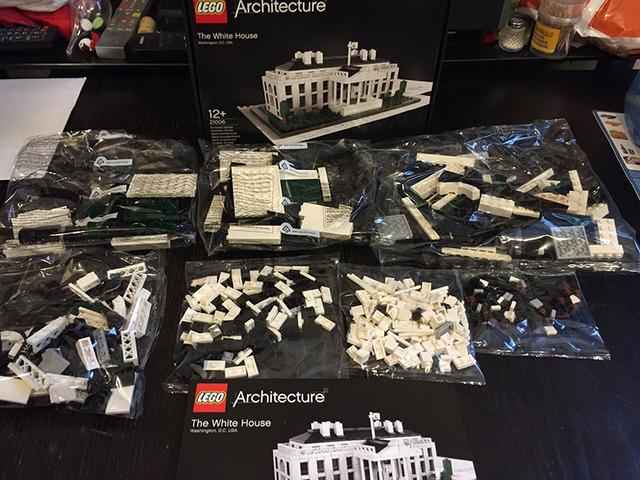 LEGO Architecture
The White House
Washington, D.C. USA
12+
21006
LEGO Architecture
The White House
Washington, D.C. USA